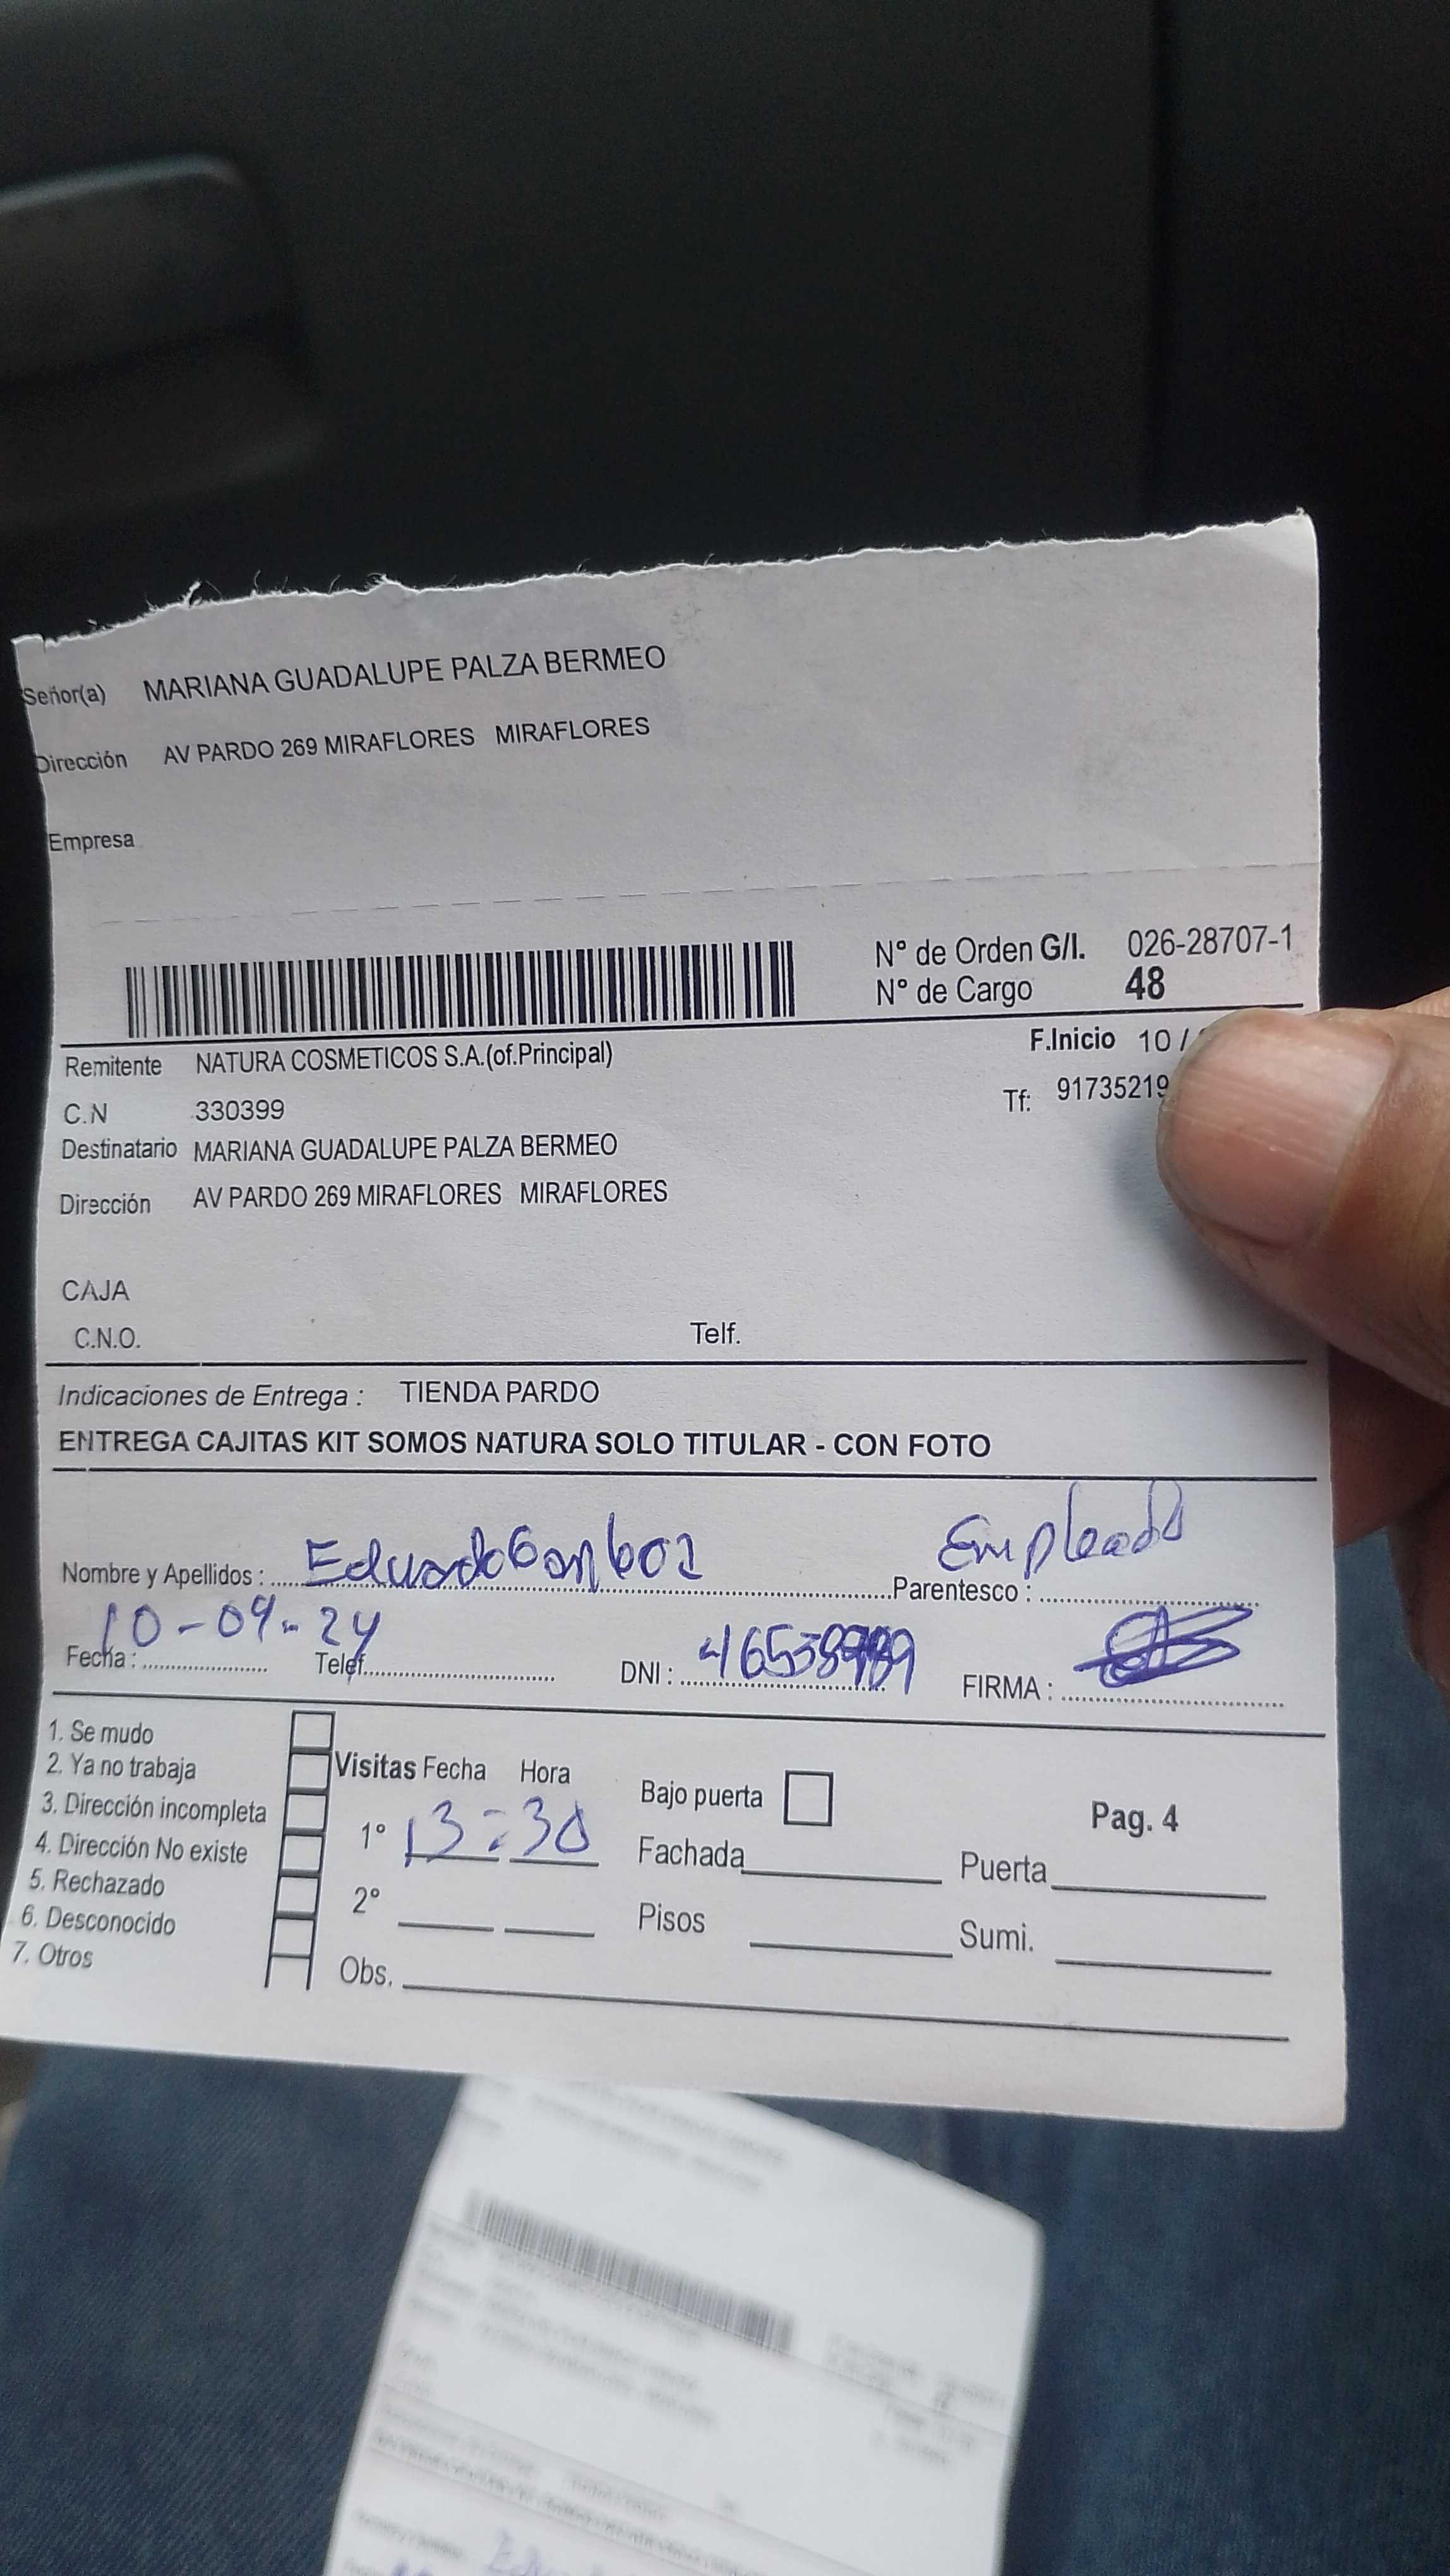 Señor(a) MARIANA GUADALUPE PALZA BERMEO
Dirección AV PARDO 269 MIRAFLORES MIRAFLORES
Empresa
N° de Orden G/I. 026-28707-1
N° de Cargo 48
F.Inicio 10 /
Remitente NATURA COSMETICOS S.A.(of.Principal)
Tf: 91735219
C.N 330399
Destinatario MARIANA GUADALUPE PALZA BERMEO
Dirección AV PARDO 269 MIRAFLORES MIRAFLORES
CAJA
C.N.O. Telf.
Indicaciones de Entrega : TIENDA PARDO
ENTREGA CAJITAS KIT SOMOS NATURA SOLO TITULAR - CON FOTO
Nombre y Apellidos : Eduardo Parentesco : Empleado
Fecha : 10-09-24 Telef. DNI : FIRMA :
1. Se mudo
2. Ya no trabaja
3. Dirección incompleta
4. Dirección No existe
5. Rechazado
6. Desconocido
7. Otros
Visitas Fecha Hora
1° 13:30
2°
Obs.
Bajo puerta
Fachada Puerta
Pisos Sumi.
Pag. 4